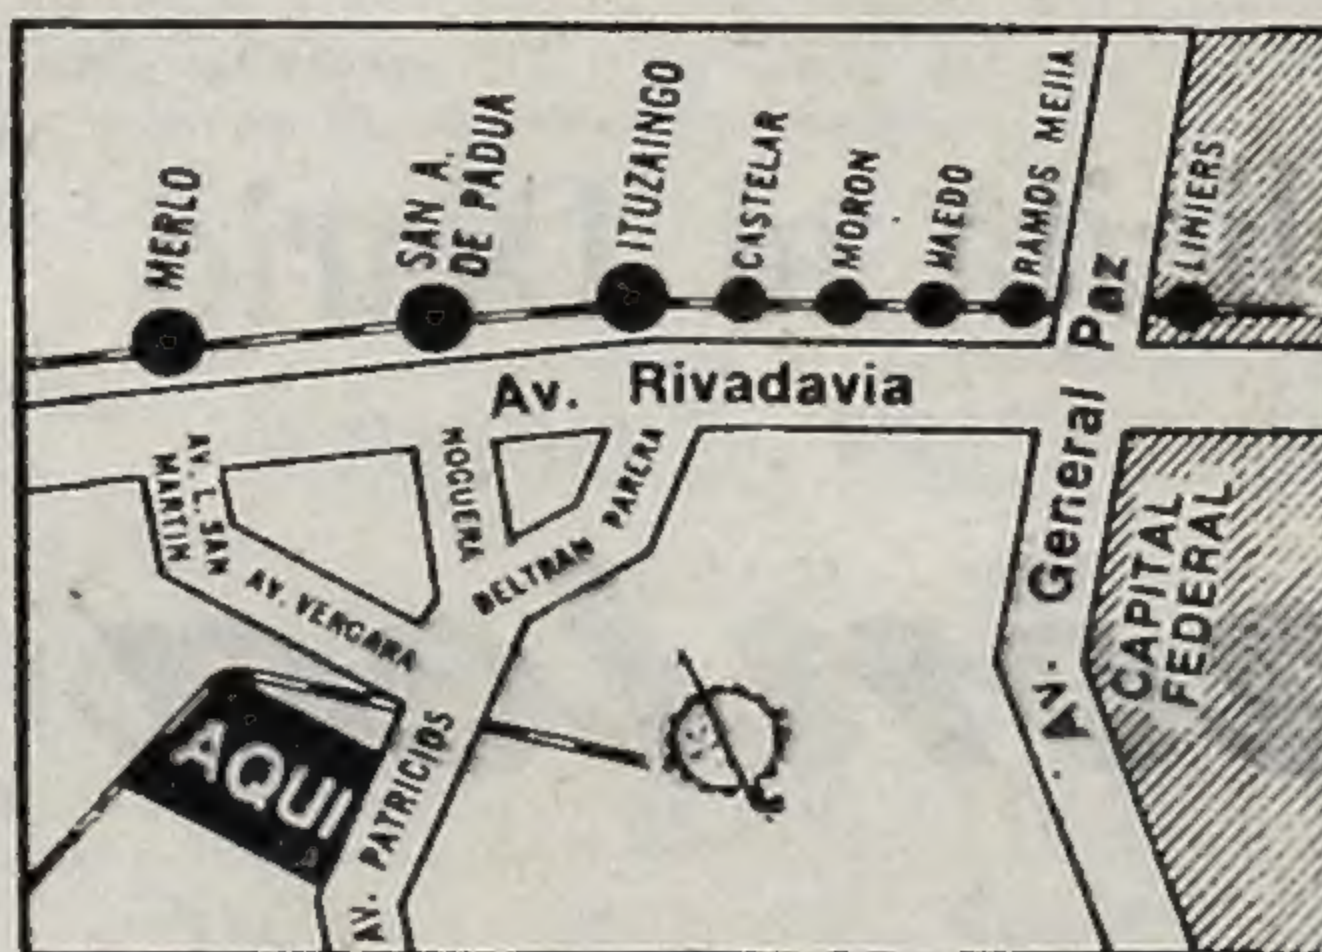 MERLO
SAN A.
DE PADUA
ITUZAINGO
CASTELAR
MORON
HAEDO
RAMOS MEJIA
LINIERS
Av. Rivadavia
Av. General Paz
CAPITAL
FEDERAL
AV. L. SAN
MARTIN
NOGUERA
BELTRAN PARERA
AV. VERGARA
AQUI
AV. PATRICIOS